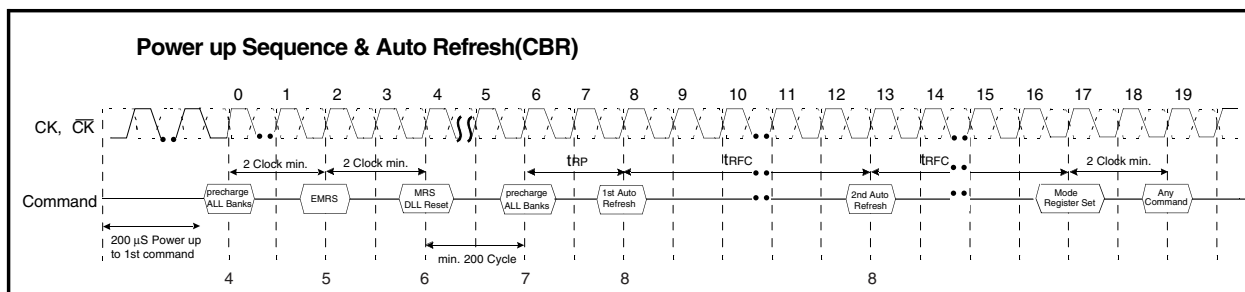 Power up Sequence & Auto Refresh(CBR)
0 1 2 3 4 5 6 7 8 9 10 11 12 13 14 15 16 17 18 19
CK, CK
2 Clock min. 2 Clock min. tRP tRFC tRFC 2 Clock min.
Command
precharge
ALL Banks
EMRS
MRS
DLL Reset
precharge
ALL Banks
1st Auto
Refresh
2nd Auto
Refresh
Mode
Register Set
Any
Command
200 µS Power up
to 1st command
min. 200 Cycle
4 5 6 7 8 8